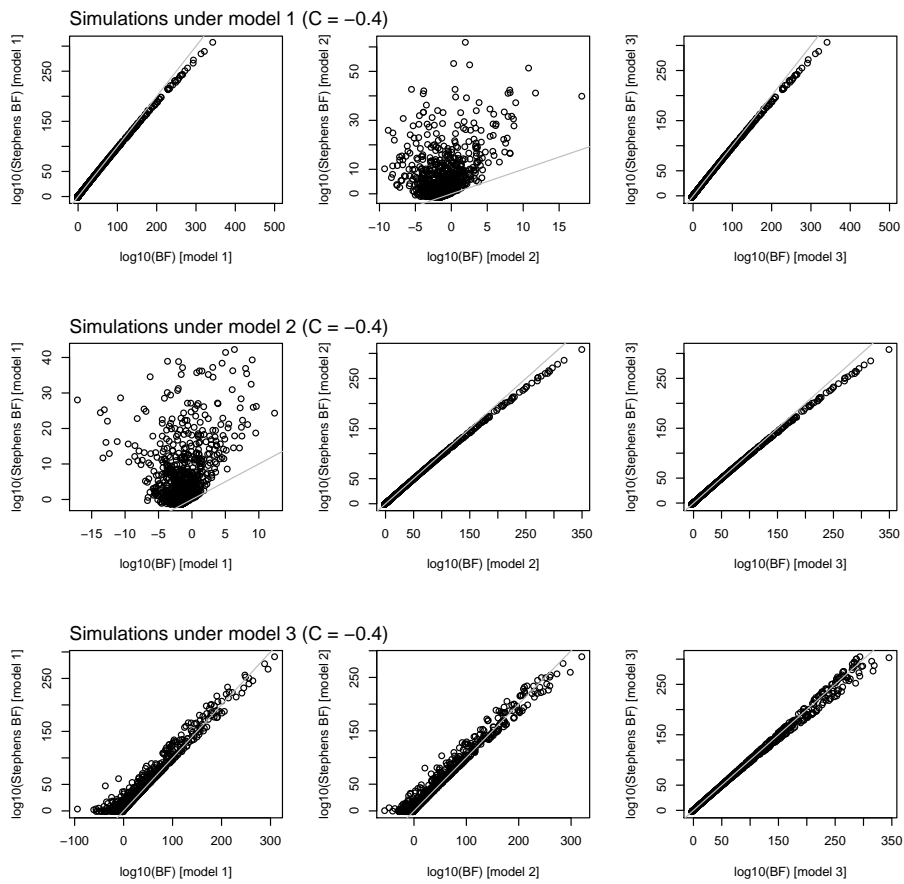 Simulations under model 1 (C = −0.4)
log10(Stephens BF) [model 1]
50 150 250
0 100 200 300 400 500
log10(BF) [model 1]
log10(Stephens BF) [model 2]
0 10 30 50
−10 −5 0 5 10 15
log10(BF) [model 2]
log10(Stephens BF) [model 3]
0 50 150 250
0 100 200 300 400 500
log10(BF) [model 3]
Simulations under model 2 (C = −0.4)
log10(Stephens BF) [model 1]
0 10 20 30 40
−15 −10 −5 0 5 10
log10(BF) [model 1]
log10(Stephens BF) [model 2]
0 50 150 250
0 50 150 250 350
log10(BF) [model 2]
log10(Stephens BF) [model 3]
0 50 150 250
0 50 150 250 350
log10(BF) [model 3]
Simulations under model 3 (C = −0.4)
log10(Stephens BF) [model 1]
0 50 150 250
−100 0 100 200 300
log10(BF) [model 1]
log10(Stephens BF) [model 2]
0 50 150 250
0 100 200 300
log10(BF) [model 2]
log10(Stephens BF) [model 3]
0 50 150 250
0 50 150 250 350
log10(BF) [model 3]